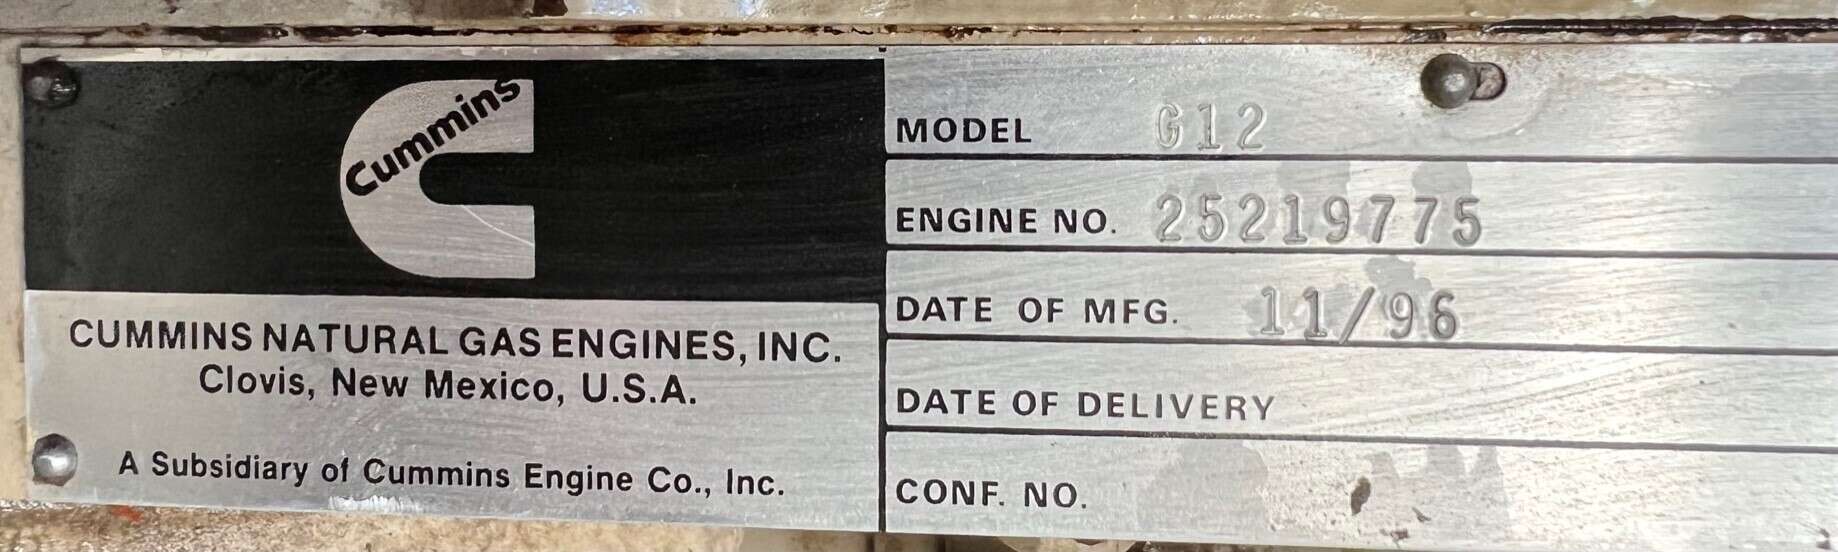 Cummins
CUMMINS NATURAL GAS ENGINES, INC.
Clovis, New Mexico, U.S.A.
A Subsidiary of Cummins Engine Co., Inc.
MODEL G12
ENGINE NO. 25219775
DATE OF MFG. 11/96
DATE OF DELIVERY
CONF. NO.